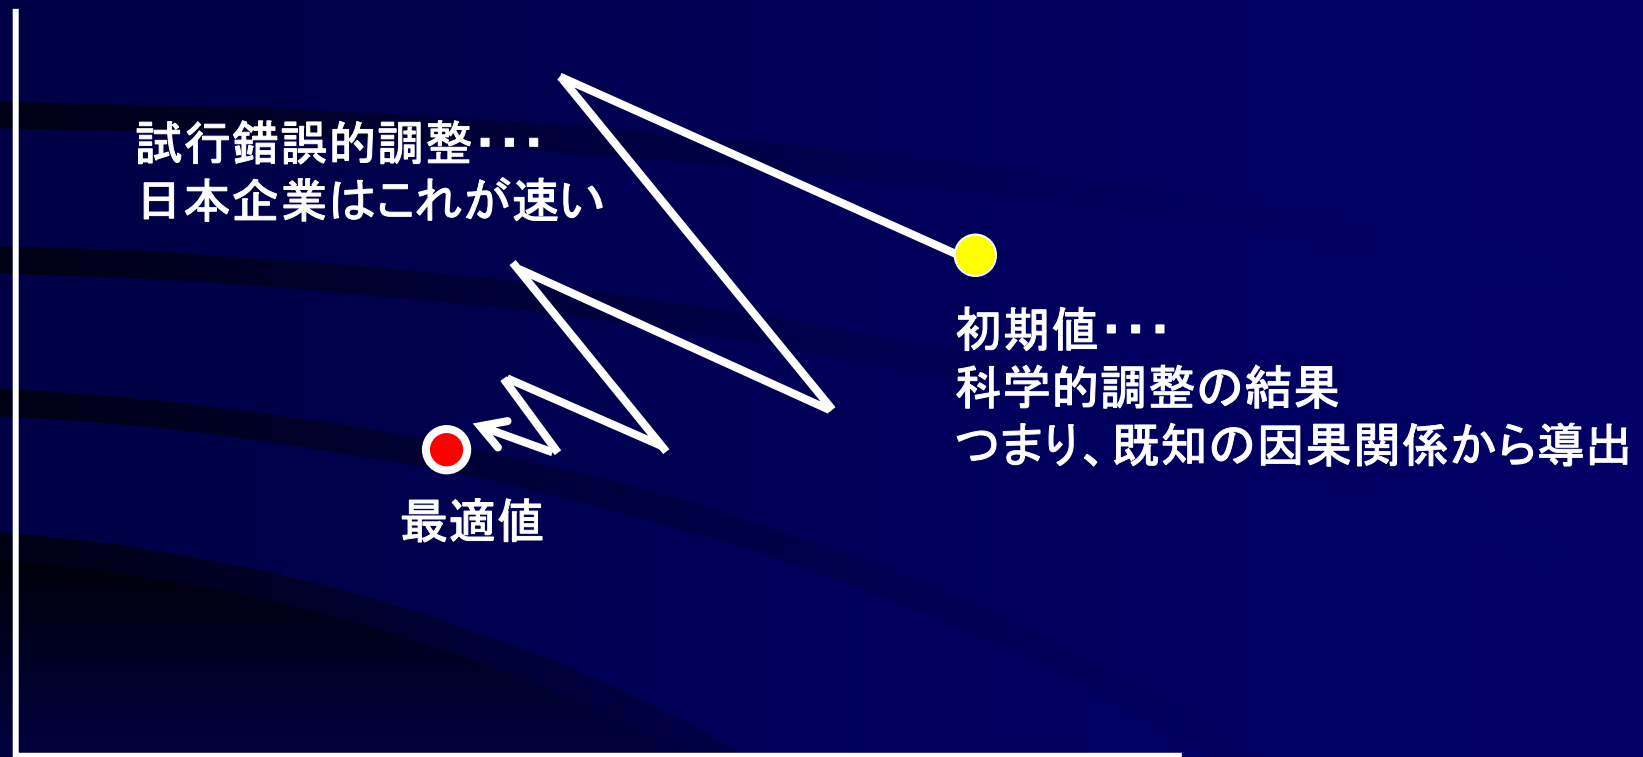 試行錯誤的調整・・・
日本企業はこれが速い
初期値・・・
科学的調整の結果
つまり、既知の因果関係から導出
最適値